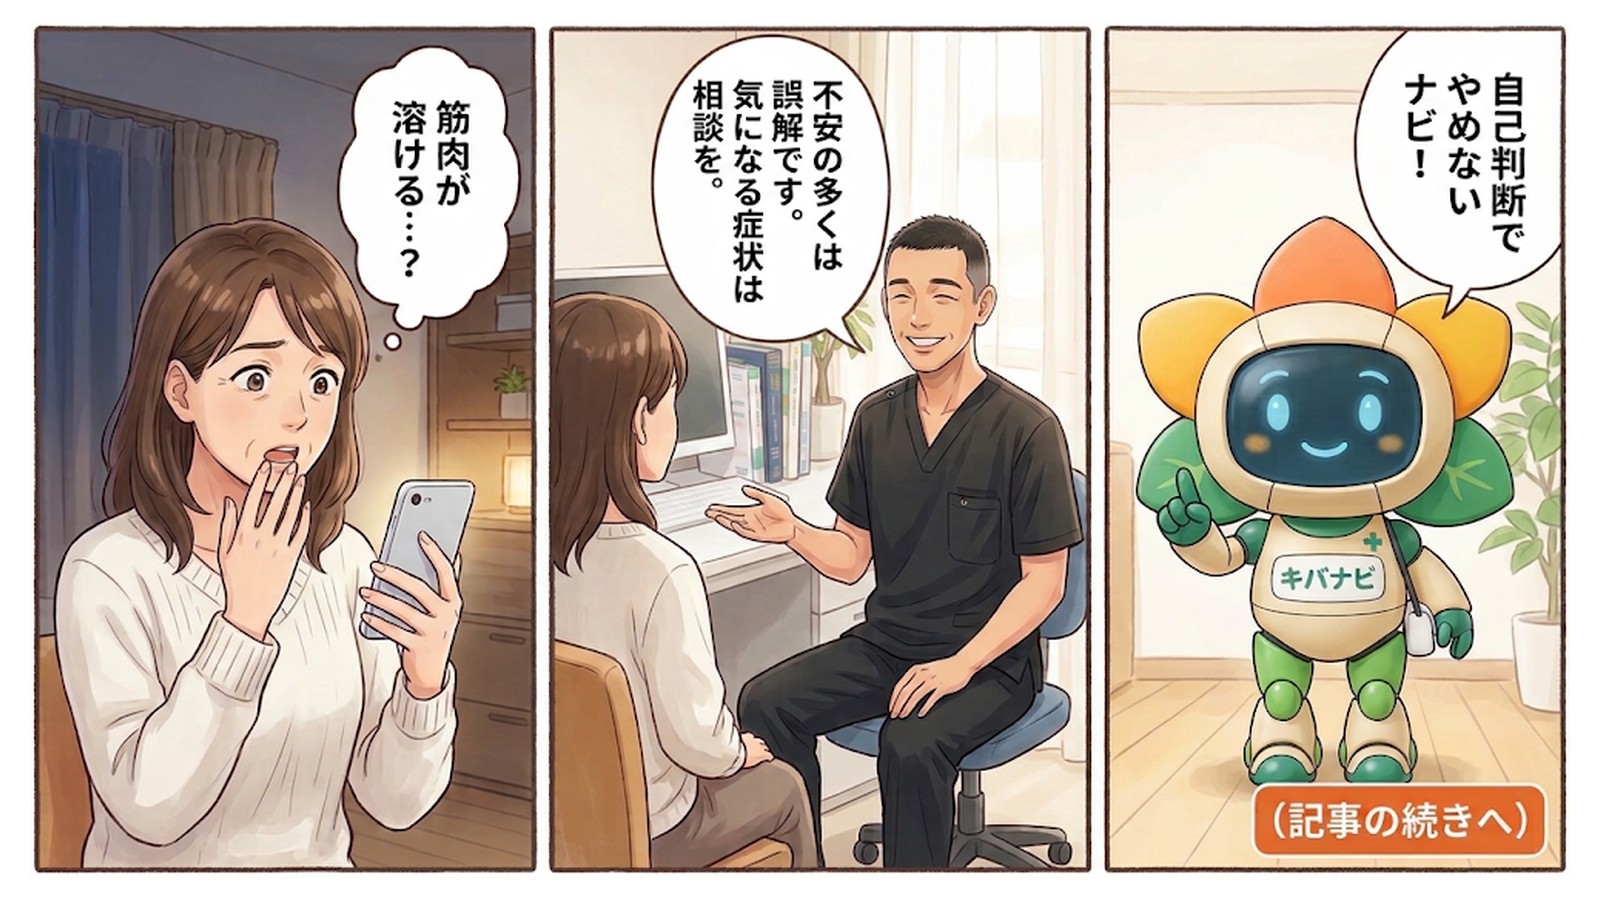 筋肉が
溶ける…？
不安の多くは
誤解です。
気になる症状は
相談を。
自己判断で
やめない
ナビ！
キバナビ
（記事の続きへ）